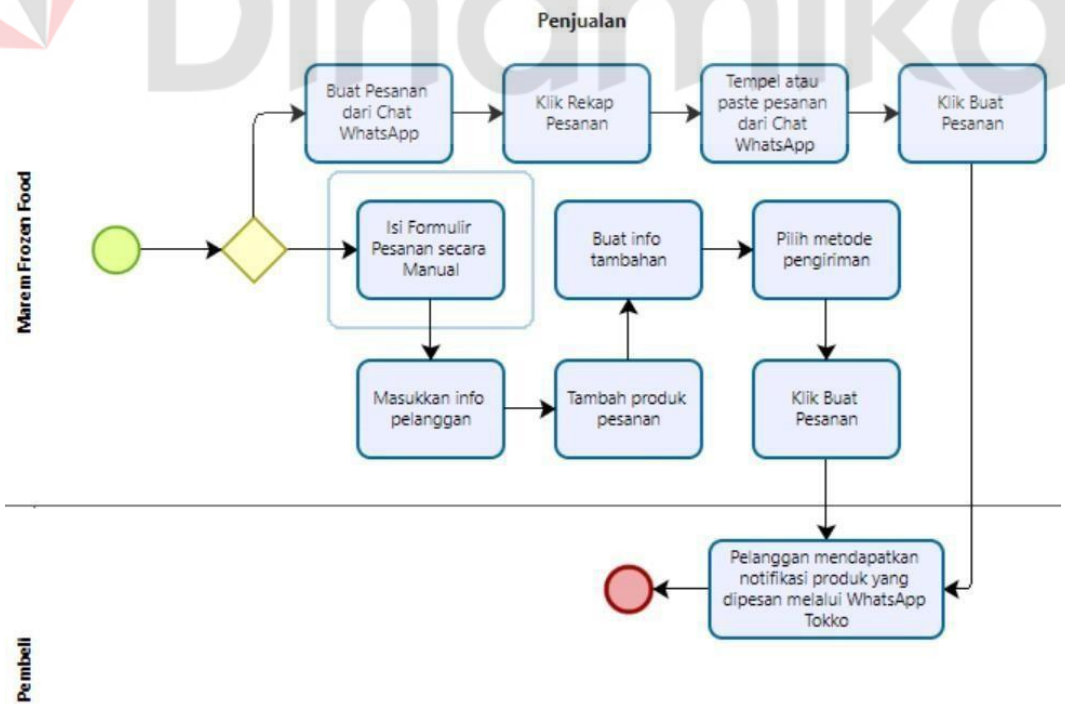 Dinamika
Penjualan
Marem Frozen Food
Buat Pesanan
dari Chat
WhatsApp
Klik Rekap
Pesanan
Tempel atau
paste pesanan
dari Chat
WhatsApp
Klik Buat
Pesanan
Isi Formulir
Pesanan secara
Manual
Buat info
tambahan
Pilih metode
pengiriman
Masukkan info
pelanggan
Tambah produk
pesanan
Klik Buat
Pesanan
Pembeli
Pelanggan mendapatkan
notifikasi produk yang
dipesan melalui WhatsApp
Tokko